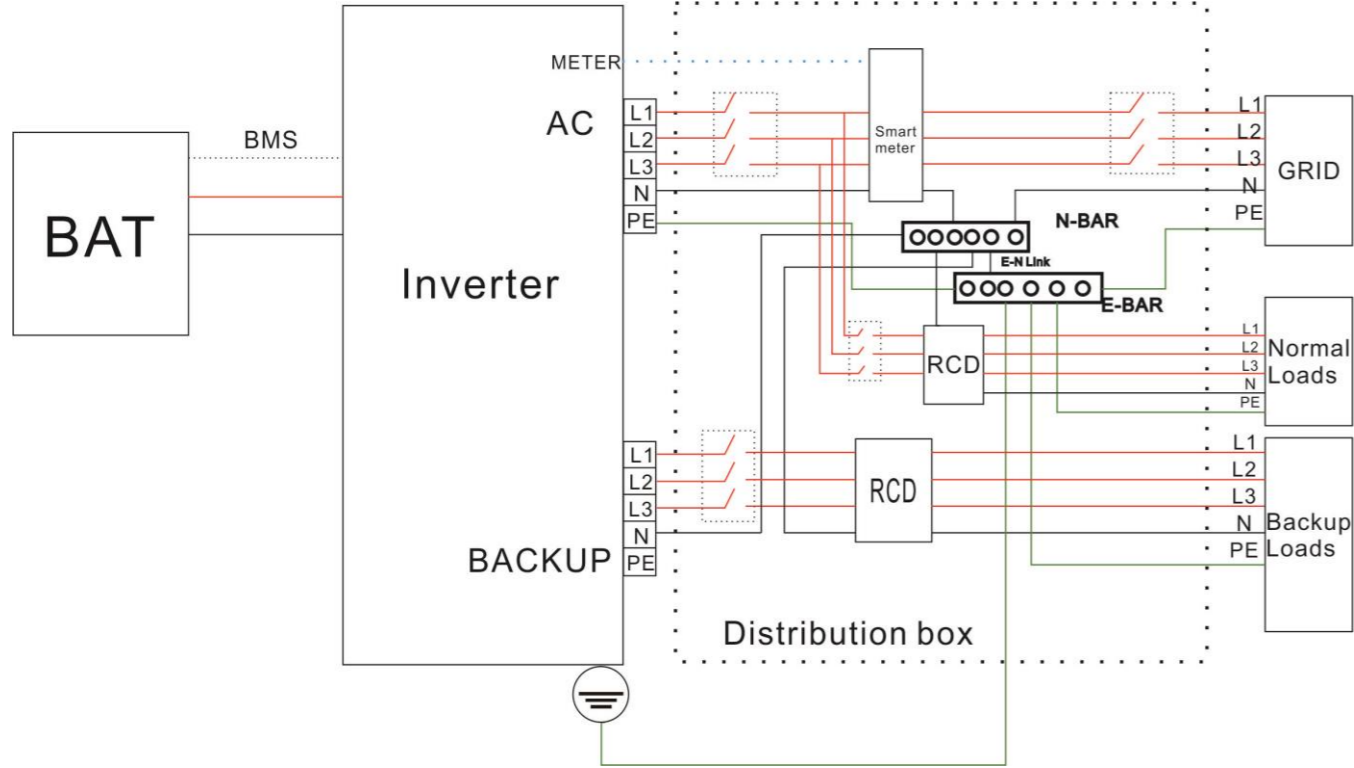 BAT
BMS
Inverter
METER
AC
L1
L2
L3
N
PE
BACKUP
L1
L2
L3
N
PE
Smart
meter
N-BAR
E-N Link
E-BAR
RCD
RCD
Distribution box
L1
L2
L3
N
PE
GRID
L1
L2
L3
N
PE
Normal
Loads
L1
L2
L3
N
PE
Backup
Loads